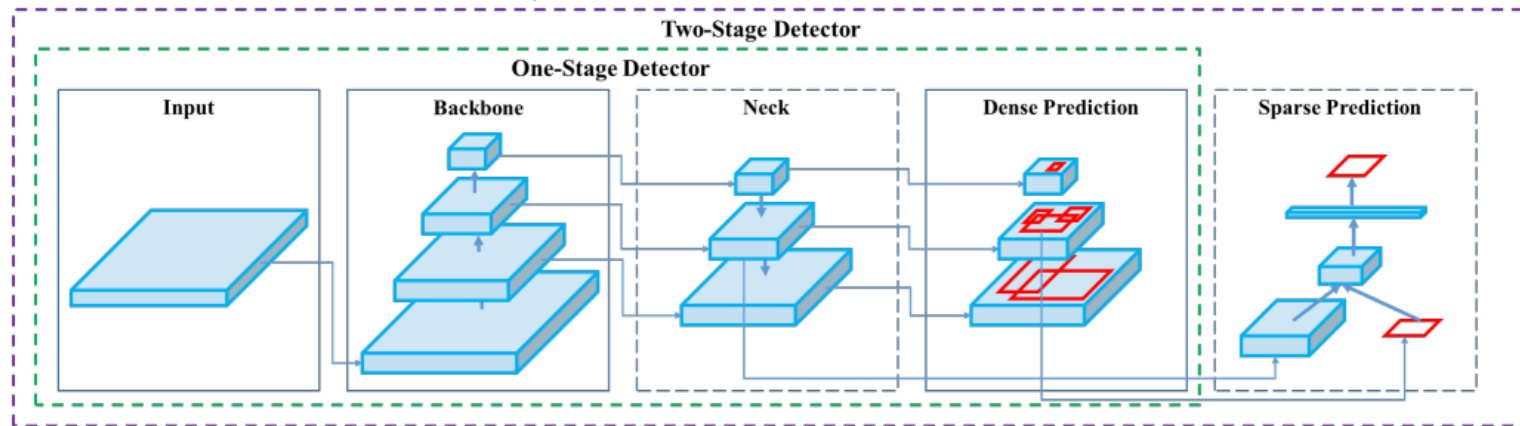 Two-Stage Detector
One-Stage Detector
Input
Backbone
Neck
Dense Prediction
Sparse Prediction